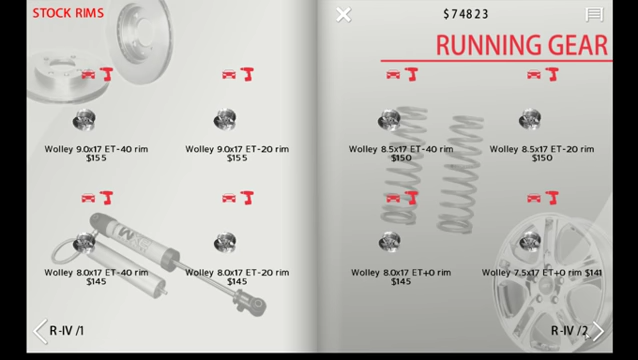 STOCK RIMS
$74823
RUNNING GEAR
Wolley 9.0x17 ET-40 rim
$155
Wolley 9.0x17 ET-20 rim
$155
Wolley 8.5x17 ET-40 rim
$150
Wolley 8.5x17 ET-20 rim
$150
Wolley 8.0x17 ET-40 rim
$145
Wolley 8.0x17 ET-20 rim
$145
Wolley 8.0x17 ET+0 rim
$145
Wolley 7.5x17 ET+0 rim $141
R-IV /1
R-IV /2